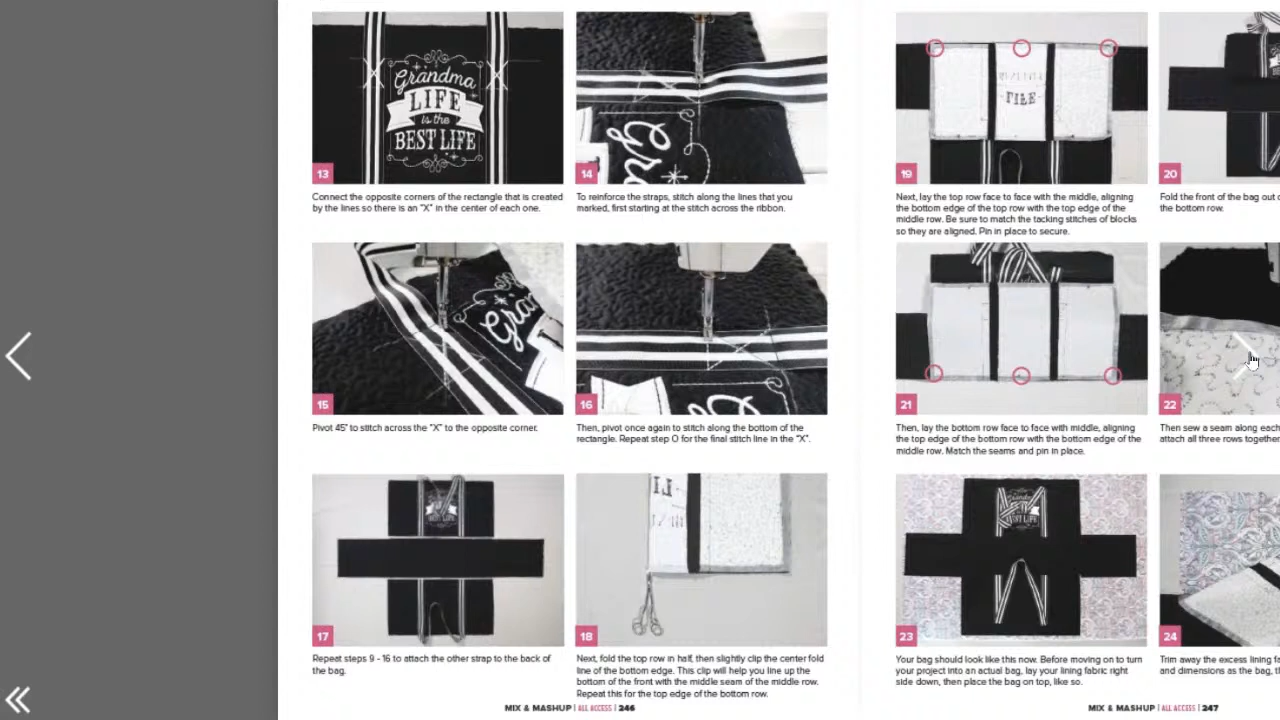 Grandma
LIFE
is the
BEST LIFE
13
Connect the opposite corners of the rectangle that is created
by the lines so there is an "X" in the center of each one.
14
To reinforce the straps, stitch along the lines that you
marked, first starting at the stitch across the ribbon.
15
Pivot 45° to stitch across the "X" to the opposite corner.
16
Then, pivot once again to stitch along the bottom of the
rectangle. Repeat step O for the final stitch line in the "X".
17
Repeat steps 9 - 16 to attach the other strap to the back of
the bag.
18
Next, fold the top row in half, then slightly clip the center fold
line of the bottom edge. This clip will help you line up the
bottom of the front with the middle seam of the middle row.
Repeat this for the top edge of the bottom row.
MIX & MASHUP | ALL ACCESS | 246
19
Next, lay the top row face to face with the middle, aligning
the bottom edge of the top row with the top edge of the
middle row. Be sure to match the tacking stitches of blocks
so they are aligned. Pin in place to secure.
20
Fold the front of the bag out o
the bottom row.
21
Then, lay the bottom row face to face with middle, aligning
the top edge of the bottom row with the bottom edge of the
middle row. Match the seams and pin in place.
22
Then sew a seam along each
attach all three rows together
23
Your bag should look like this now. Before moving on to turn
your project into an actual bag, lay your lining fabric right
side down, then place the bag on top, like so.
24
Trim away the excess lining fa
and dimensions as the bag, th
MIX & MASHUP | ALL ACCESS | 247